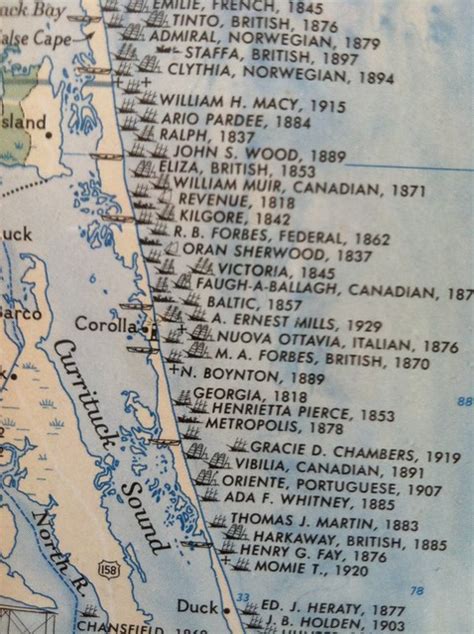 EMILIE, FRENCH, 1845
ack Bay
TINTO, BRITISH, 1876
alse Cape
ADMIRAL, NORWEGIAN, 1879
STAFFA, BRITISH, 1897
CLYTHIA, NORWEGIAN, 1894
WILLIAM H. MACY, 1915
ARIO PARDEE, 1884
sland
RALPH, 1837
JOHN S. WOOD, 1889
ELIZA, BRITISH, 1853
WILLIAM MUIR, CANADIAN, 1871
REVENUE, 1818
KILGORE, 1842
uck
R. B. FORBES, FEDERAL, 1862
ORAN SHERWOOD, 1837
VICTORIA, 1845
FAUGH-A-BALLAGH, CANADIAN, 187
BALTIC, 1857
arco
Corolla
A. ERNEST MILLS, 1929
NUOVA OTTAVIA, ITALIAN, 1876
M. A. FORBES, BRITISH, 1870
N. BOYNTON, 1889
GEORGIA, 1818
88
HENRIETTA PIERCE, 1853
METROPOLIS, 1878
Currituck Sound
GRACIE D. CHAMBERS, 1919
VIBILIA, CANADIAN, 1891
ORIENTE, PORTUGUESE, 1907
ADA F. WHITNEY, 1885
THOMAS J. MARTIN, 1883
HARKAWAY, BRITISH, 1885
North R.
HENRY G. FAY, 1876
158
MOMIE T., 1920
33
78
Duck
ED. J. HERATY, 1877
J. B. HOLDEN, 1903
CHANSFIELD, 1862